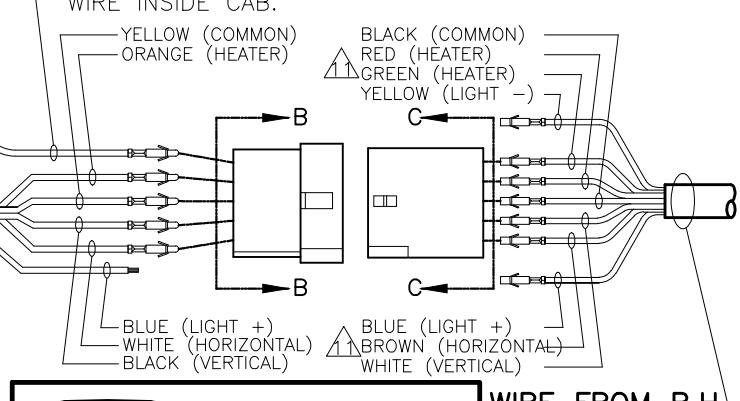 WIRE INSIDE CAB.
YELLOW (COMMON)
ORANGE (HEATER)
BLACK (COMMON)
RED (HEATER)
11
GREEN (HEATER)
YELLOW (LIGHT -)
B
C
B
C
BLUE (LIGHT +)
WHITE (HORIZONTAL)
BLACK (VERTICAL)
BLUE (LIGHT +)
11
BROWN (HORIZONTAL)
WHITE (VERTICAL)
WIRE FROM R.H.